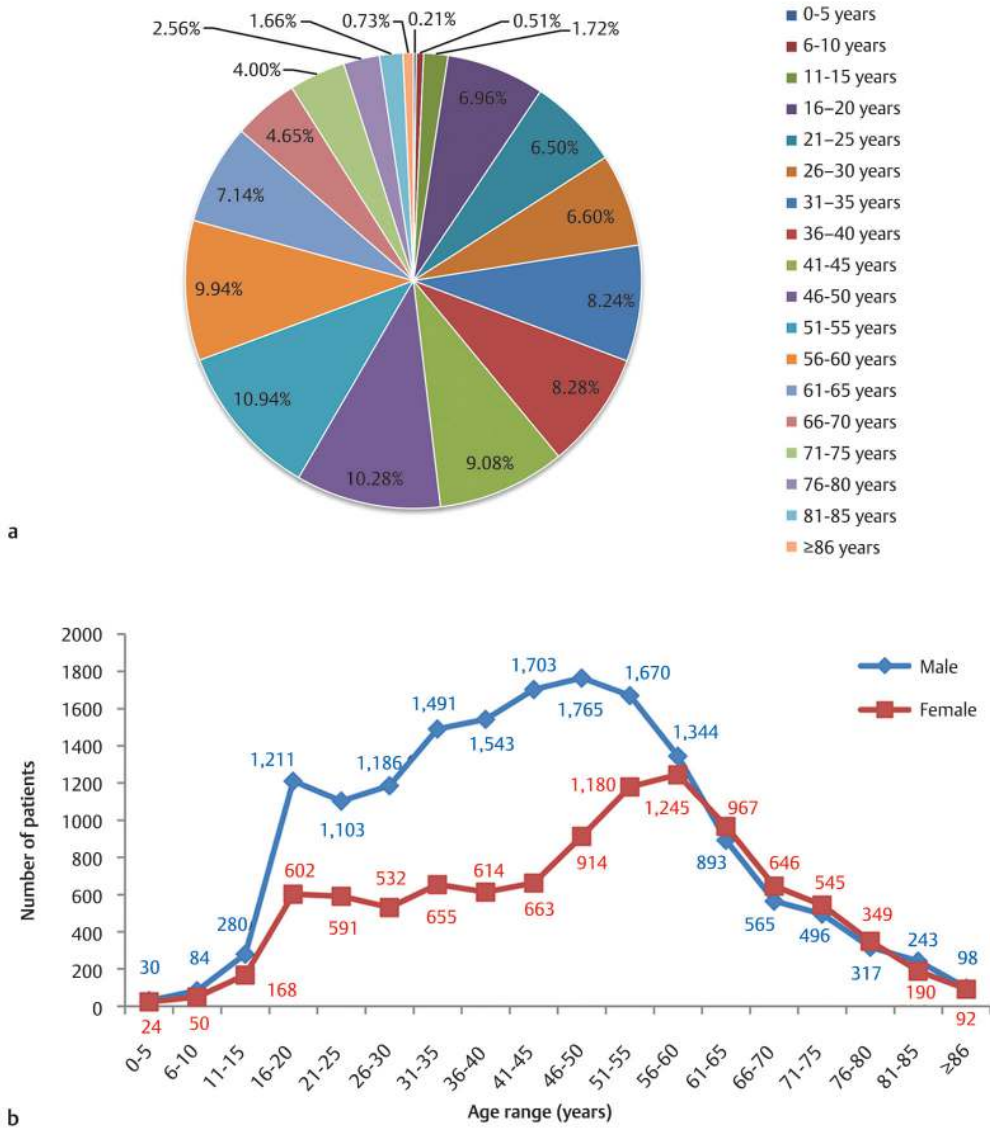 1.66% 0.73% 0.21% 0.51%
2.56% 1.72%
4.00%
6.96%
4.65% 6.50%
7.14% 6.60%
9.94% 8.24%
8.28%
10.94%
9.08%
10.28%
0-5 years
6-10 years
11-15 years
16–20 years
21–25 years
26–30 years
31–35 years
36–40 years
41-45 years
46-50 years
51-55 years
56-60 years
61-65 years
66-70 years
71-75 years
76-80 years
81-85 years
≥86 years
a
Number of patients
2000
1800
1600
1400
1200
1000
800
600
400
200
0
30 84 280 1,211 1,103 1,186 1,491 1,543 1,703 1,765 1,670 1,344 893 565 496 317 243 98
24 50 168 602 591 532 655 614 663 914 1,180 1,245 967 646 545 349 190 92
Male
Female
0-5 6-10 11-15 16-20 21-25 26-30 31-35 36-40 41-45 46-50 51-55 56-60 61-65 66-70 71-75 76-80 81-85 ≥86
Age range (years)
b